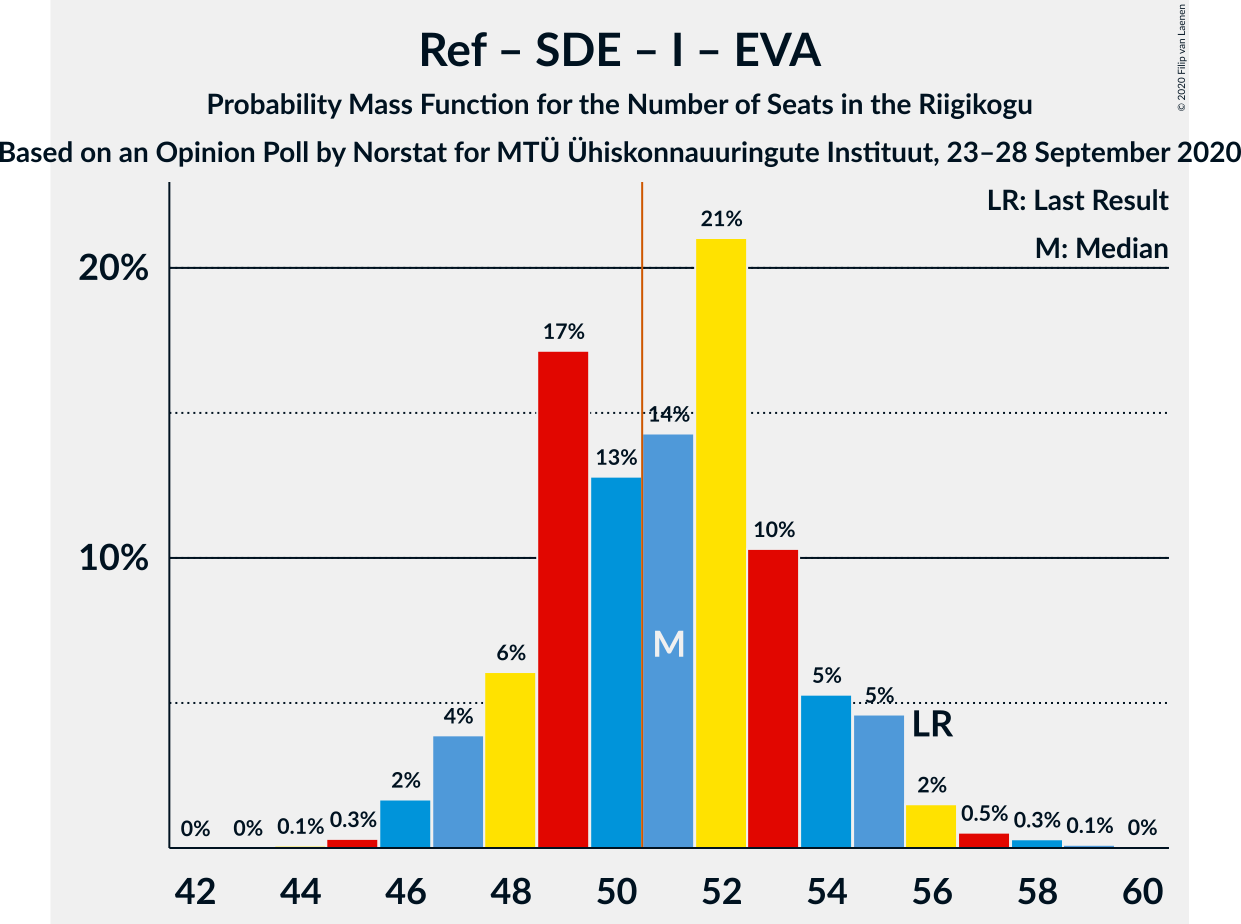 Ref – SDE – I – EVA
Probability Mass Function for the Number of Seats in the Riigikogu
Based on an Opinion Poll by Norstat for MTÜ Ühiskonnauuringute Instituut, 23–28 September 2020
© 2020 Filip van Laenen
LR: Last Result
M: Median
21%
20%
17%
14%
13%
10%
10%
M
6%
5%
5%
4%
LR
2%
2%
0% 0% 0.1% 0.3% 0.5% 0.3% 0.1% 0%
42 44 46 48 50 52 54 56 58 60